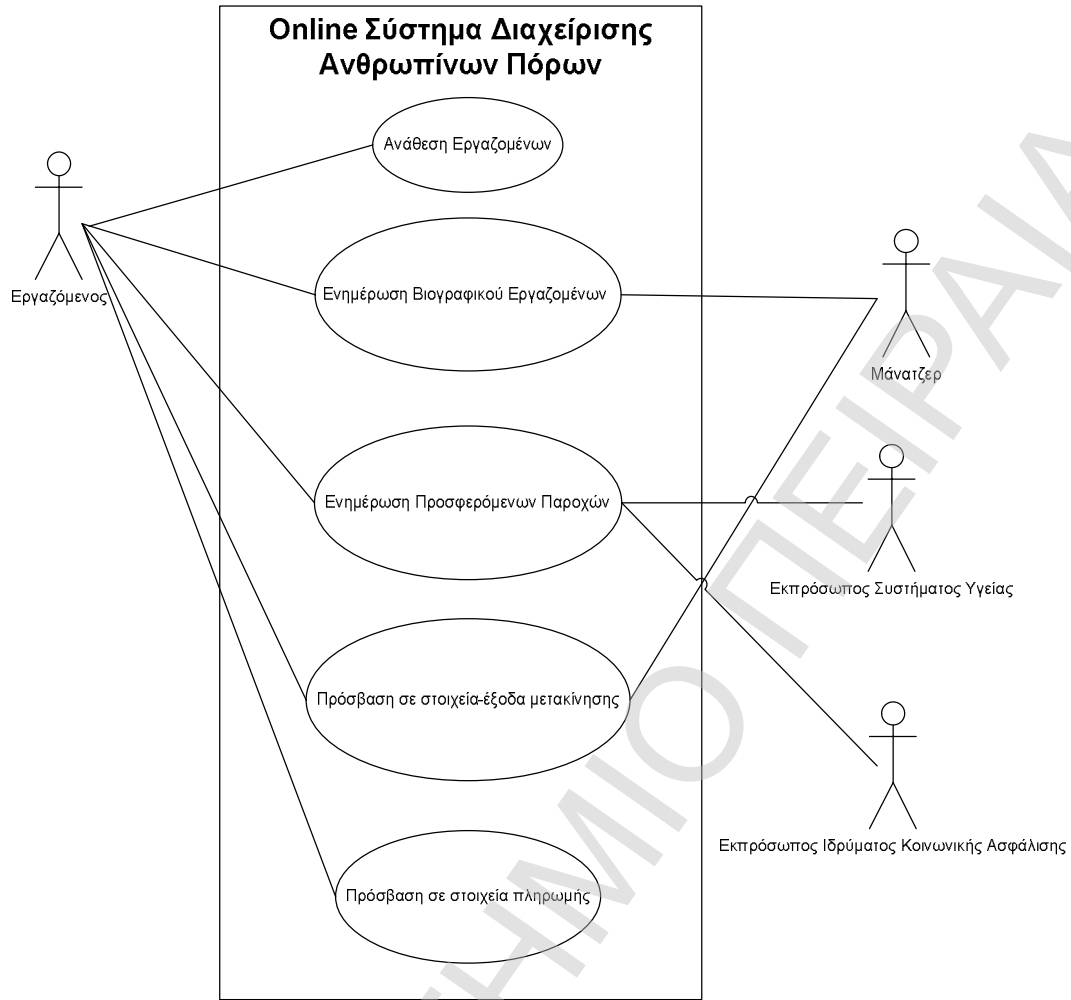 Online Σύστημα Διαχείρισης
Ανθρωπίνων Πόρων
Ανάθεση Εργαζομένων
Εργαζόμενος
Ενημέρωση Βιογραφικού Εργαζομένων
Μάνατζερ
Ενημέρωση Προσφερόμενων Παροχών
Εκπρόσωπος Συστήματος Υγείας
Πρόσβαση σε στοιχεία-έξοδα μετακίνησης
Εκπρόσωπος Ιδρύματος Κοινωνικής Ασφάλισης
Πρόσβαση σε στοιχεία πληρωμής
ΠΕΙΡΑΙΑ